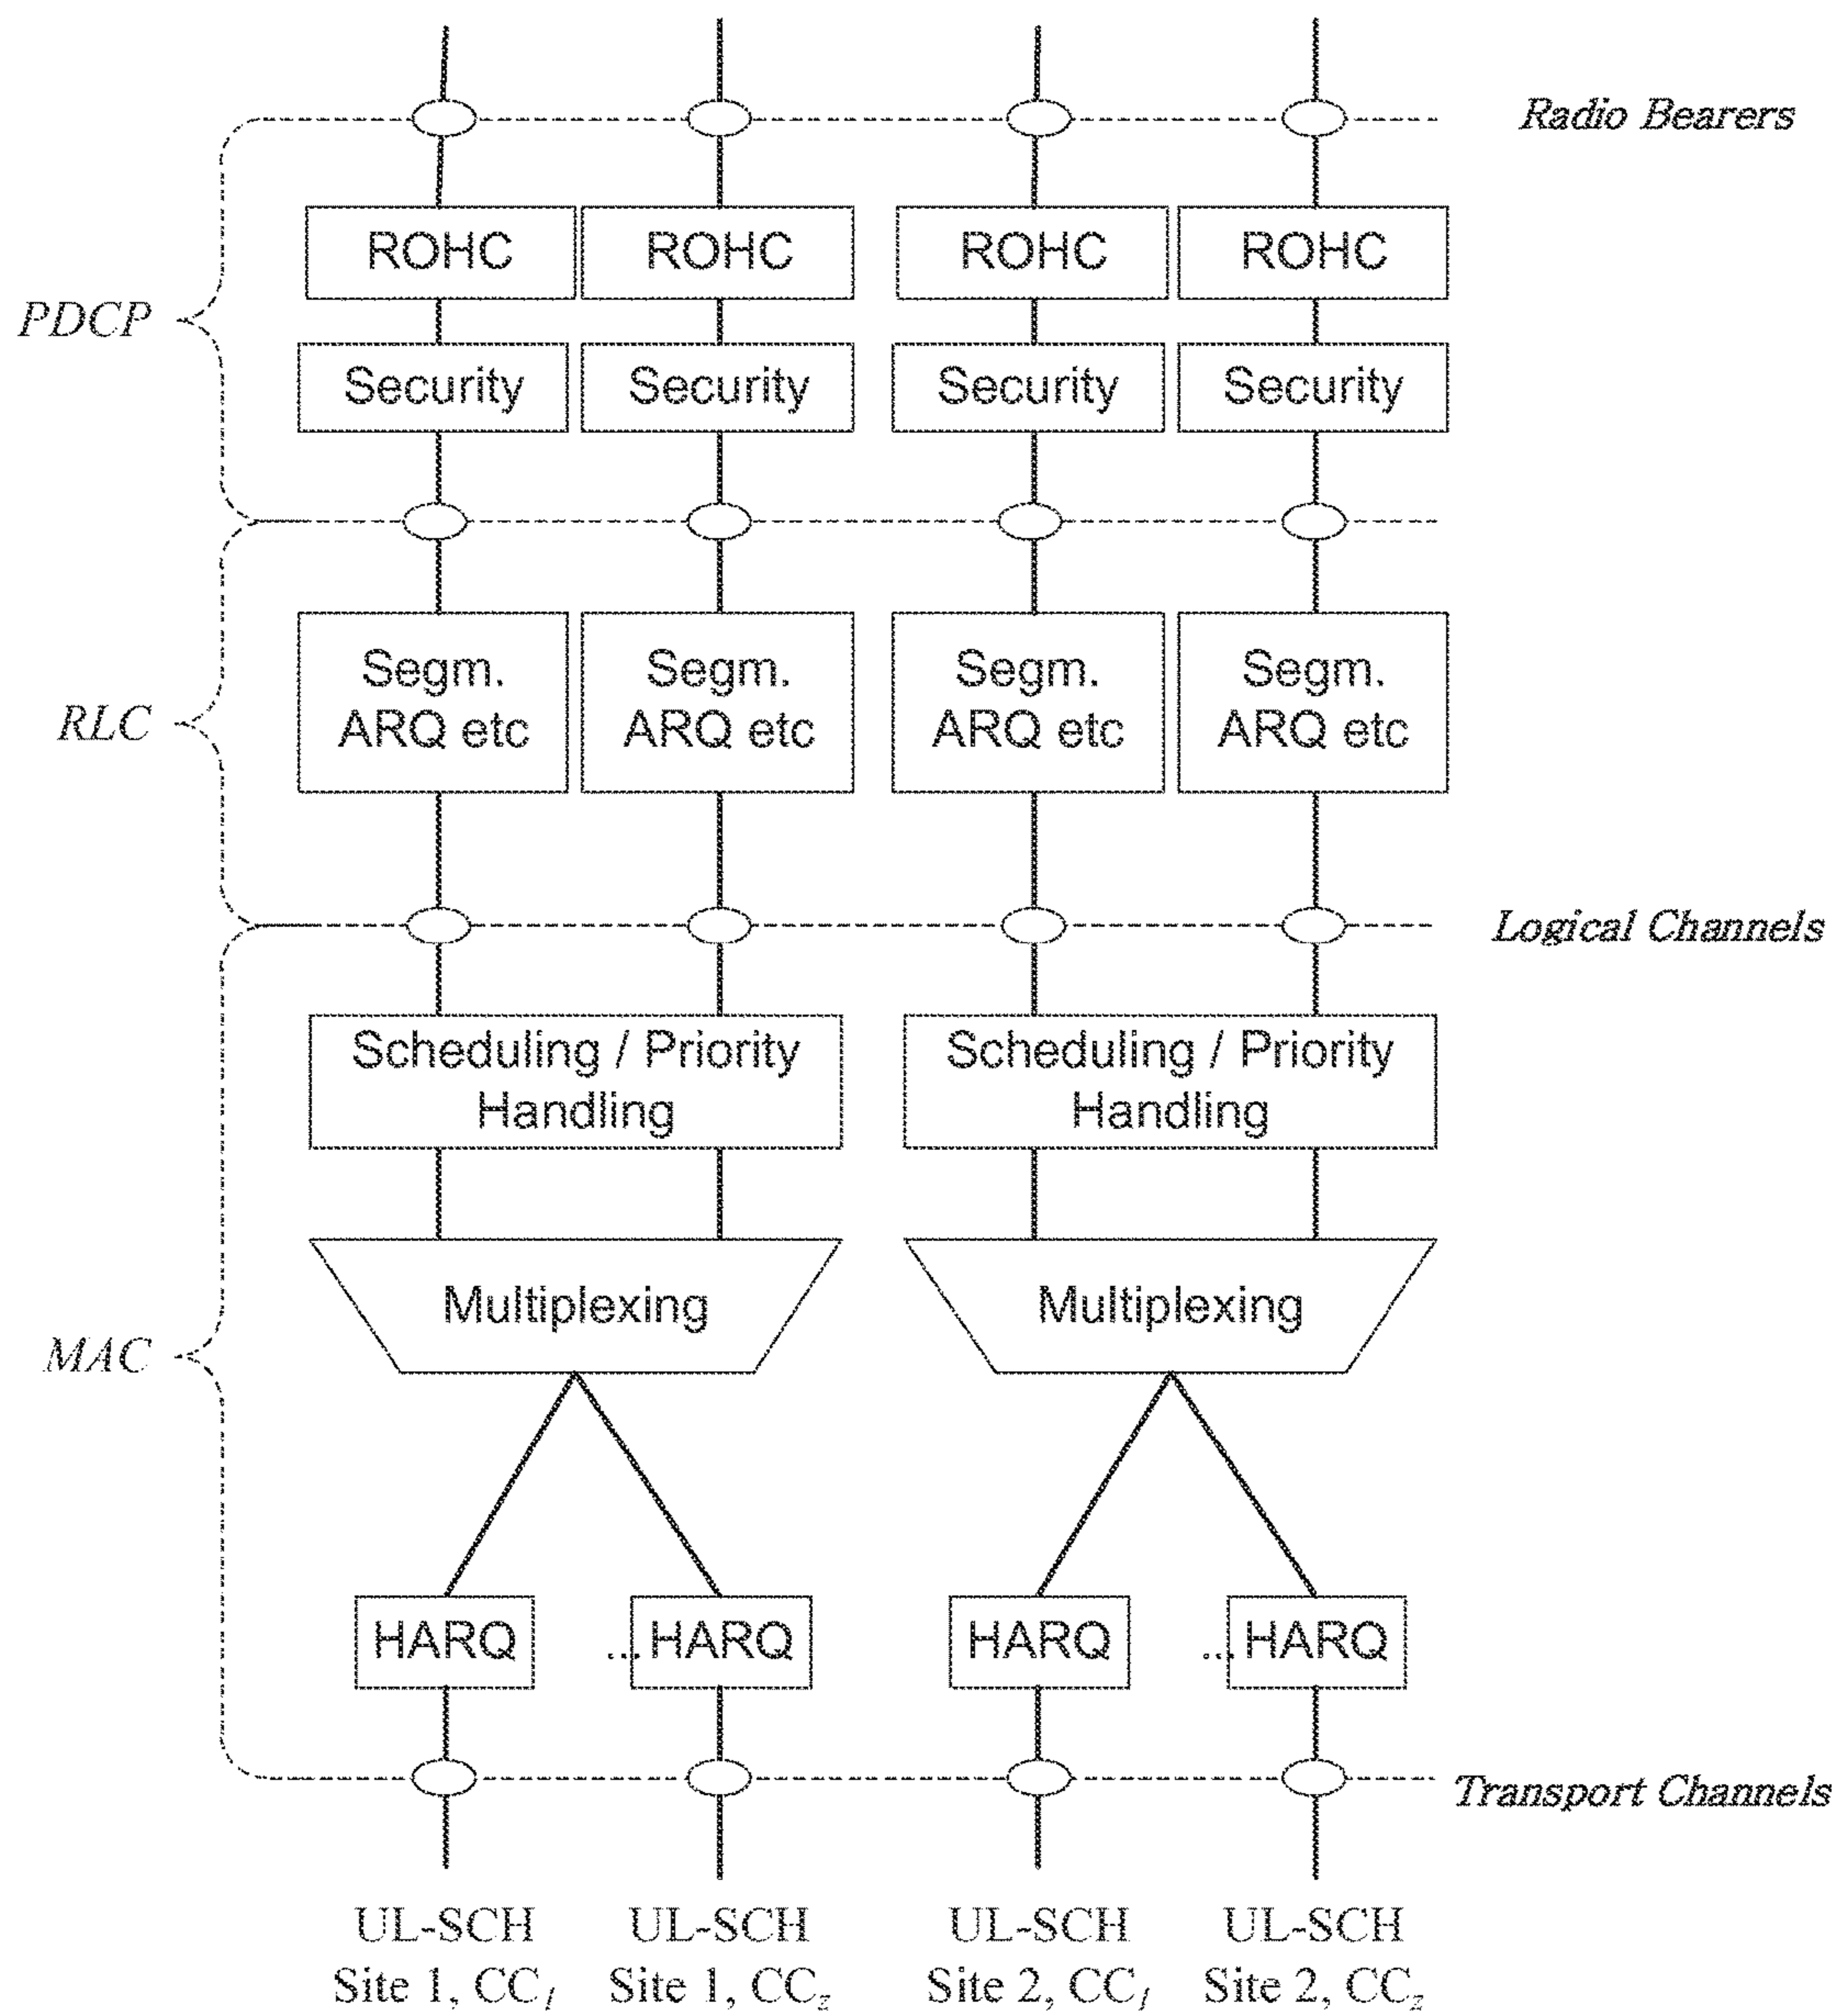 Radio Bearers
ROHC ROHC ROHC ROHC
PDCP
Security Security Security Security
Segm. Segm. Segm. Segm.
ARQ etc ARQ etc ARQ etc ARQ etc
RLC
Logical Channels
Scheduling / Priority Scheduling / Priority
Handling Handling
Multiplexing Multiplexing
MAC
HARQ ... HARQ HARQ ... HARQ
Transport Channels
UL-SCH UL-SCH UL-SCH UL-SCH
Site 1, CC1 Site 1, CCz Site 2, CC1 Site 2, CCz